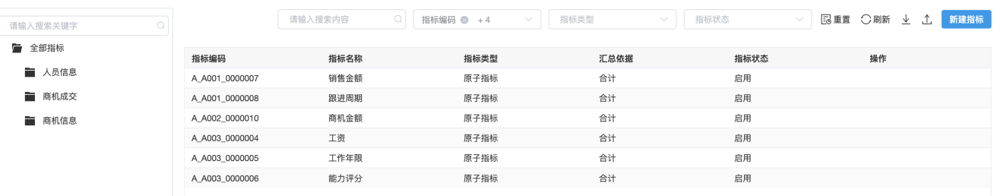 请输入搜索关键字
全部指标
人员信息
商机成交
商机信息
请输入搜索内容 指标编码 + 4 指标类型 指标状态 重置 刷新 新建指标
指标编码 指标名称 指标类型 汇总依据 指标状态 操作
A_A001_0000007 销售金额 原子指标 合计 启用
A_A001_0000008 跟进周期 原子指标 合计 启用
A_A002_0000010 商机金额 原子指标 合计 启用
A_A003_0000004 工资 原子指标 合计 启用
A_A003_0000005 工作年限 原子指标 合计 启用
A_A003_0000006 能力评分 原子指标 合计 启用